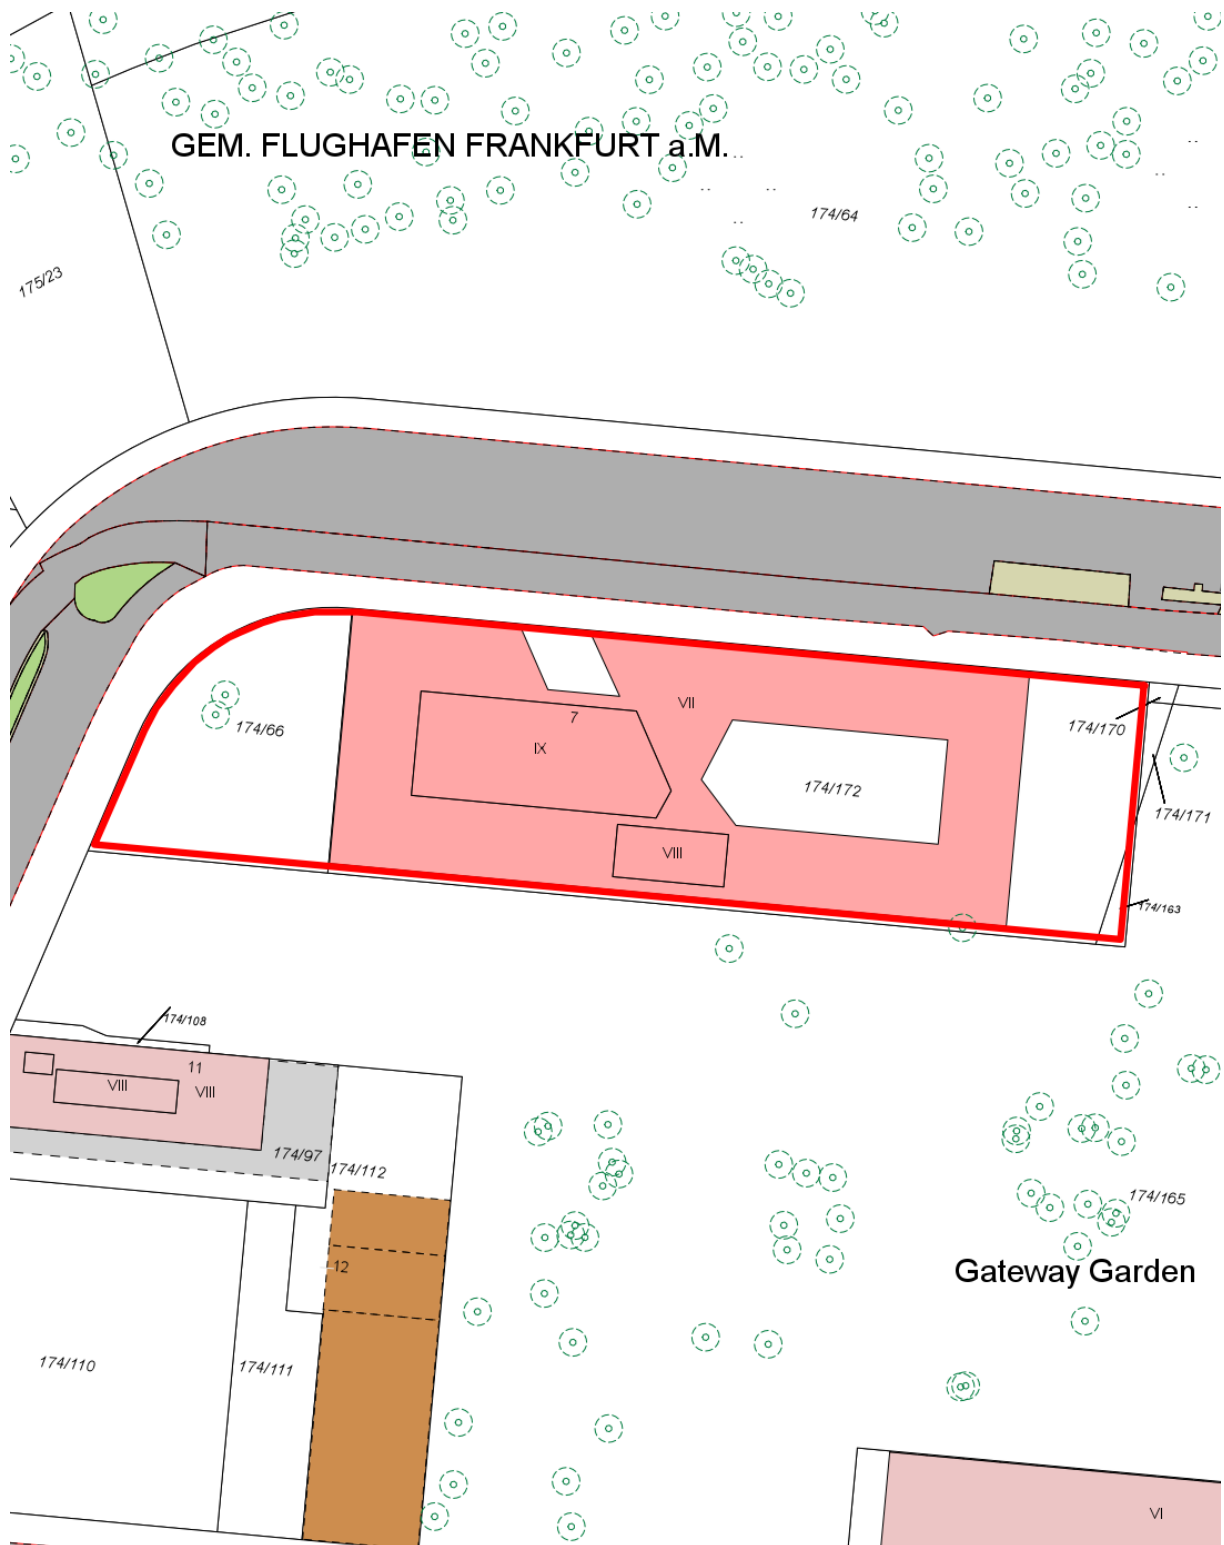 GEM. FLUGHAFEN FRANKFURT a.M.
174/64
175/23
VII
7
174/66
174/170
IX
174/172
174/171
VIII
174/163
174/108
11
VIII
VIII
174/97
174/112
174/165
12
Gateway Garden
174/110
174/111
VI